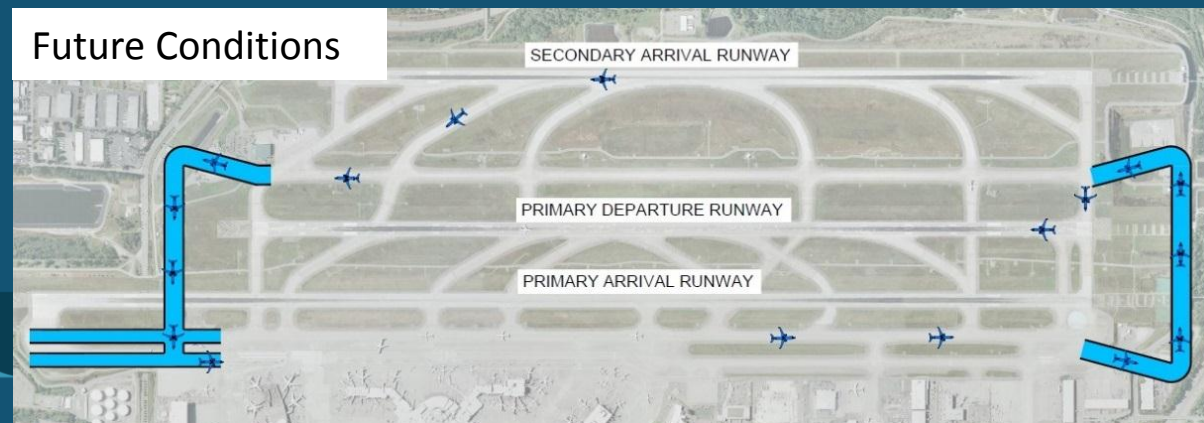 Future Conditions
SECONDARY ARRIVAL RUNWAY
PRIMARY DEPARTURE RUNWAY
PRIMARY ARRIVAL RUNWAY